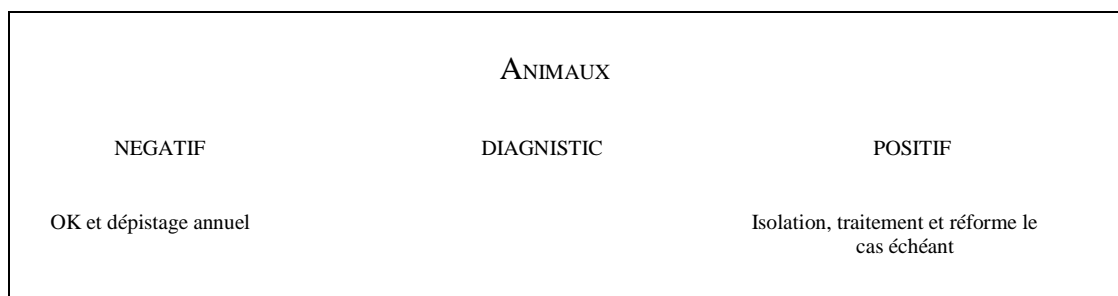 ANIMAUX
NEGATIF DIAGNISTIC POSITIF
OK et dépistage annuel Isolation, traitement et réforme le
cas échéant